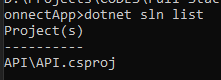 onnectApp>dotnet sln list
Project(s)
----------
API\API.csproj